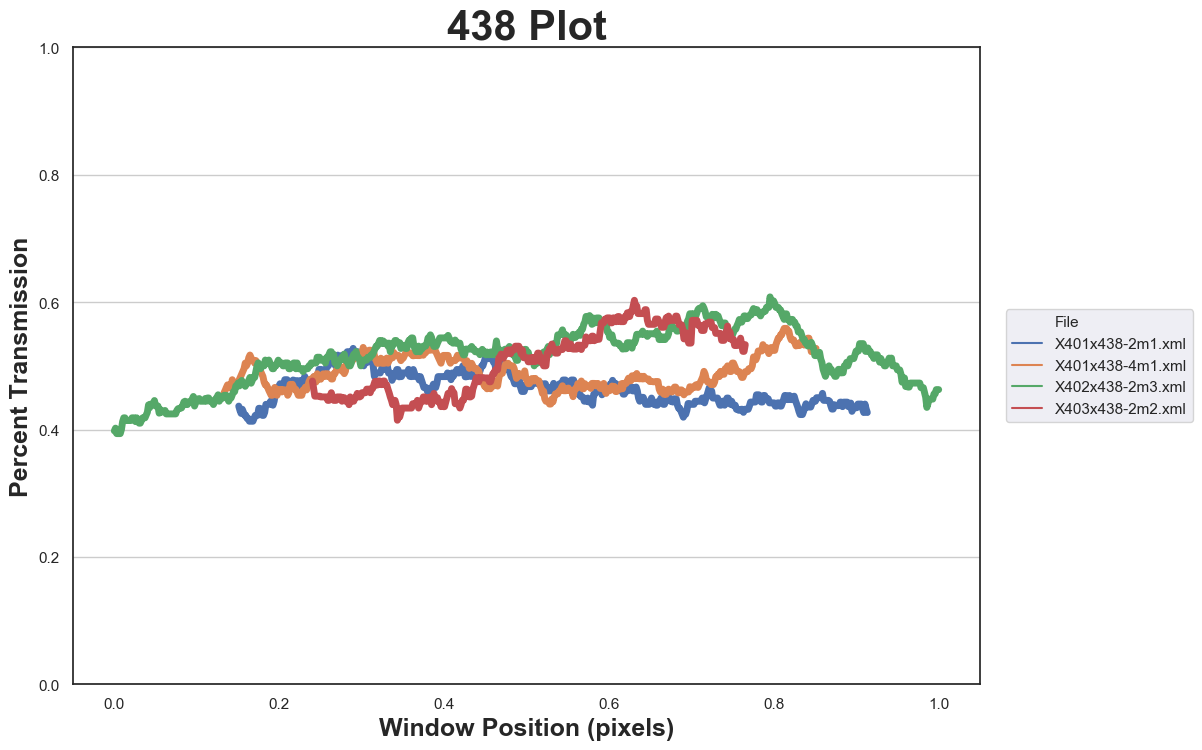 438 Plot
Percent Transmission
1.0
0.8
0.6
0.4
0.2
0.0
0.0 0.2 0.4 0.6 0.8 1.0
Window Position (pixels)
File
X401x438-2m1.xml
X401x438-4m1.xml
X402x438-2m3.xml
X403x438-2m2.xml